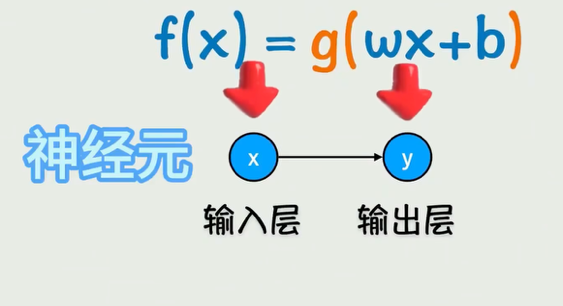 f(x) = g(wx+b)
神经元
x
y
输入层
输出层